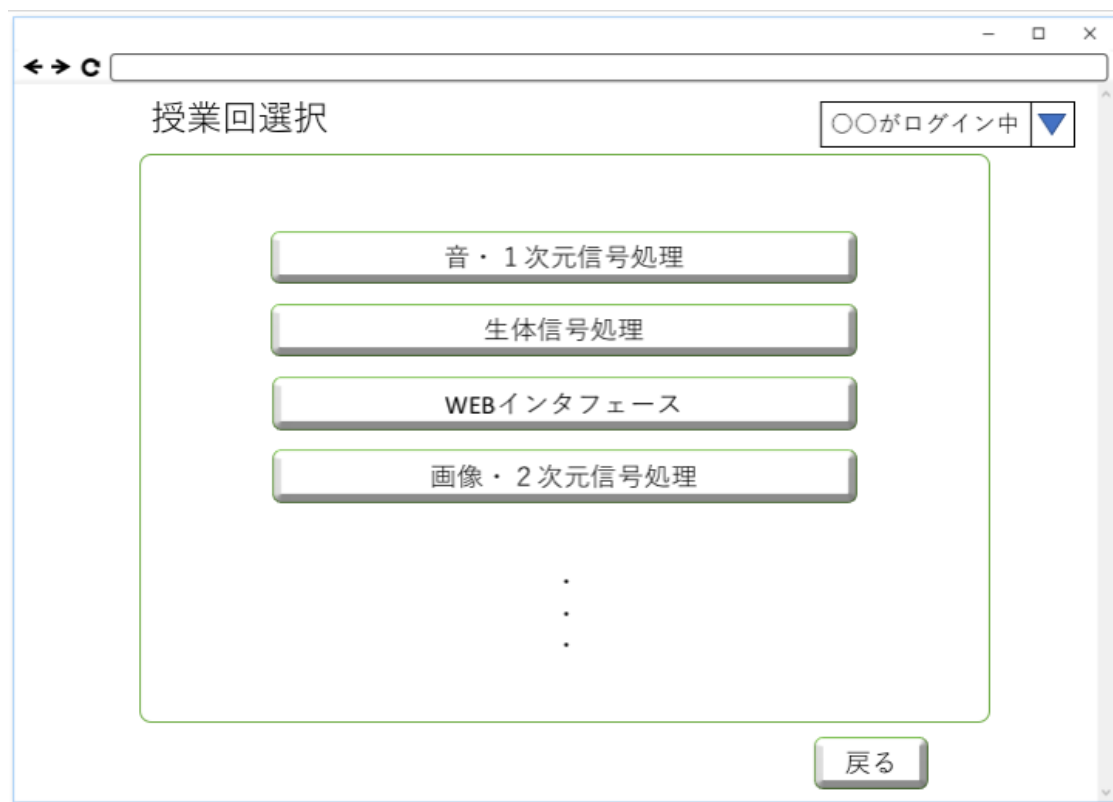 授業回選択
〇〇がログイン中
音・１次元信号処理
生体信号処理
WEBインタフェース
画像・２次元信号処理
・
・
・
戻る